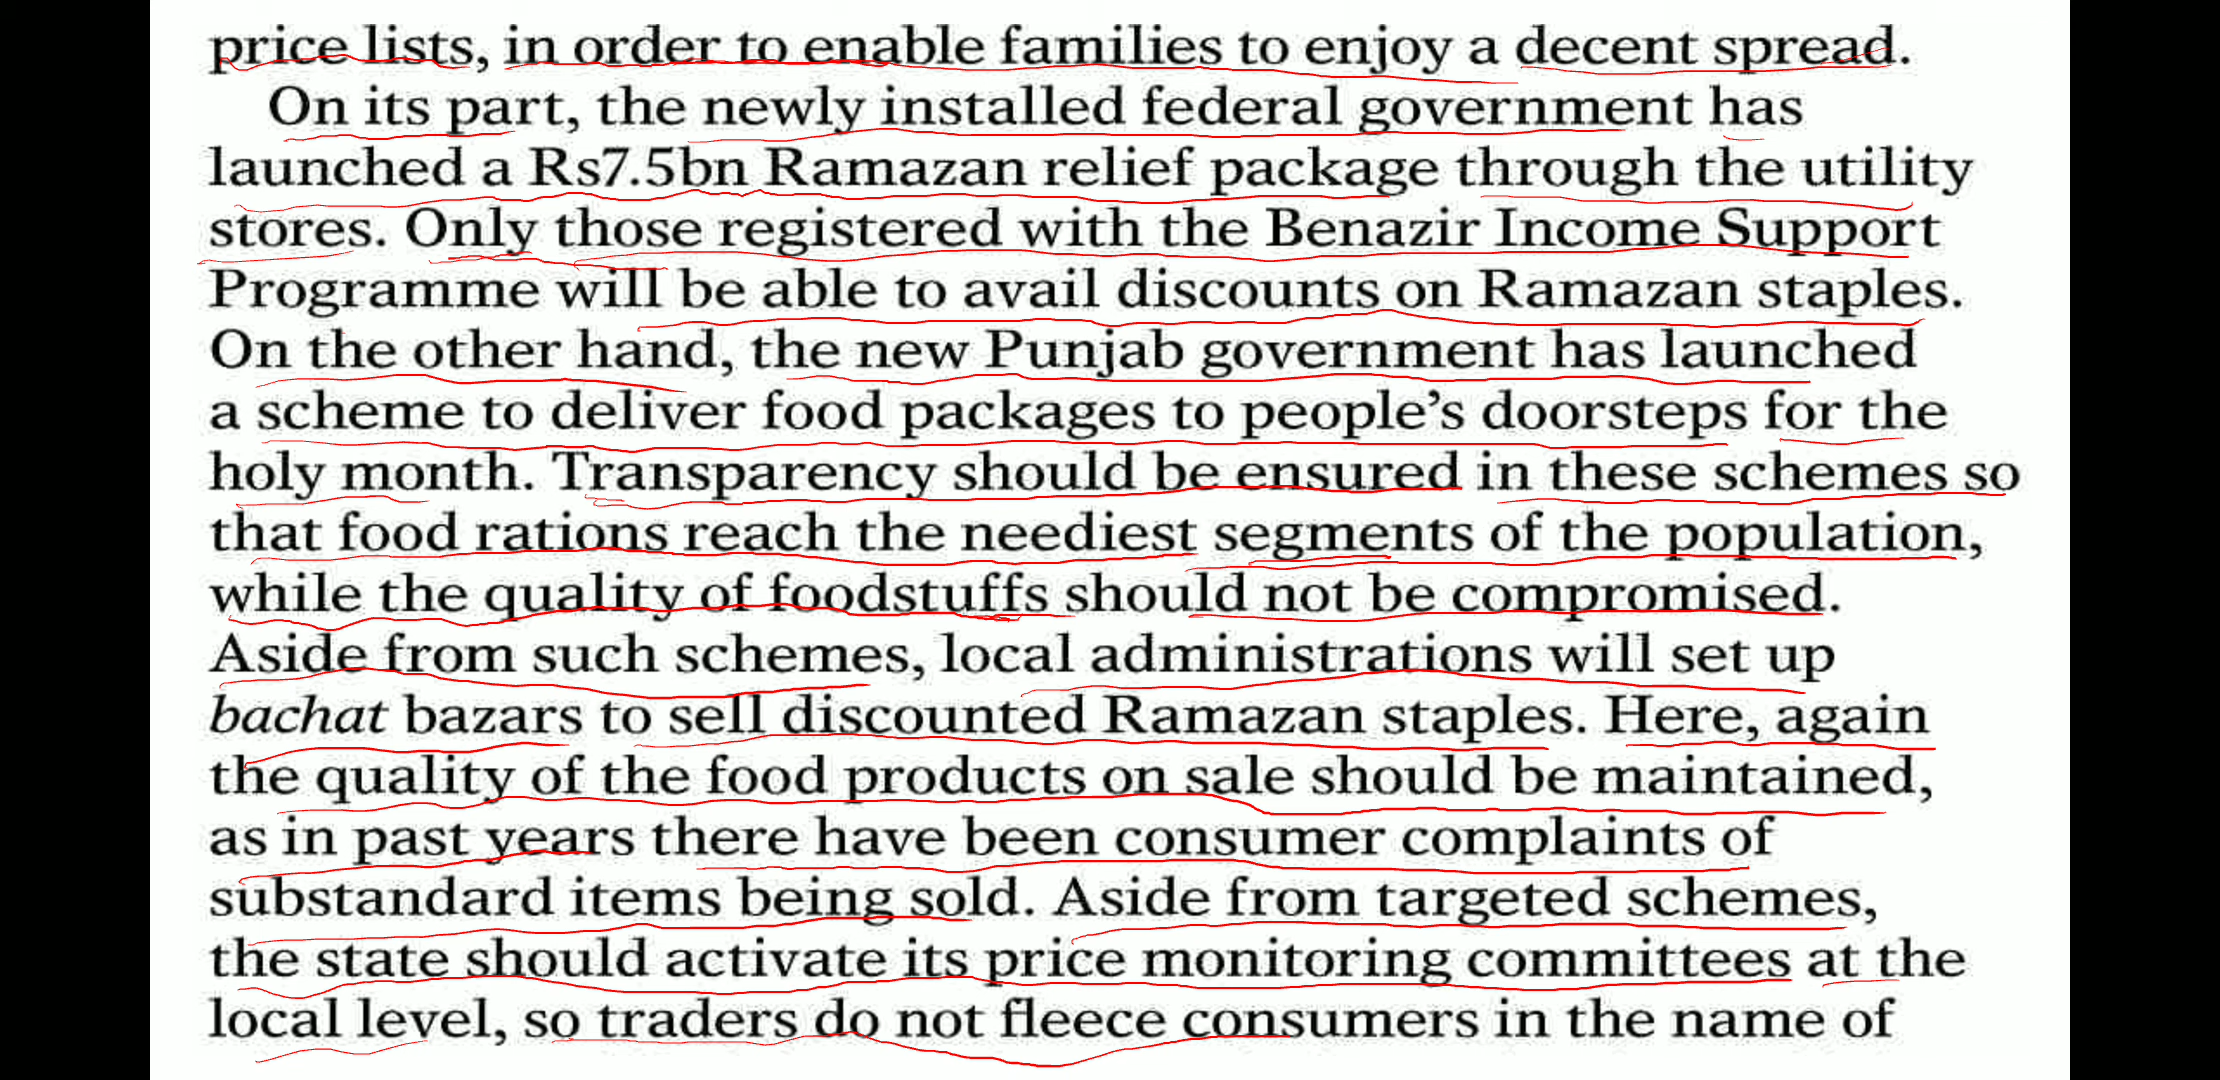 price lists, in order to enable families to enjoy a decent spread.
On its part, the newly installed federal government has
launched a Rs7.5bn Ramazan relief package through the utility
stores. Only those registered with the Benazir Income Support
Programme will be able to avail discounts on Ramazan staples.
On the other hand, the new Punjab government has launched
a scheme to deliver food packages to people’s doorsteps for the
holy month. Transparency should be ensured in these schemes so
that food rations reach the neediest segments of the population,
while the quality of foodstuffs should not be compromised.
Aside from such schemes, local administrations will set up
bachat bazars to sell discounted Ramazan staples. Here, again
the quality of the food products on sale should be maintained,
as in past years there have been consumer complaints of
substandard items being sold. Aside from targeted schemes,
the state should activate its price monitoring committees at the
local level, so traders do not fleece consumers in the name of